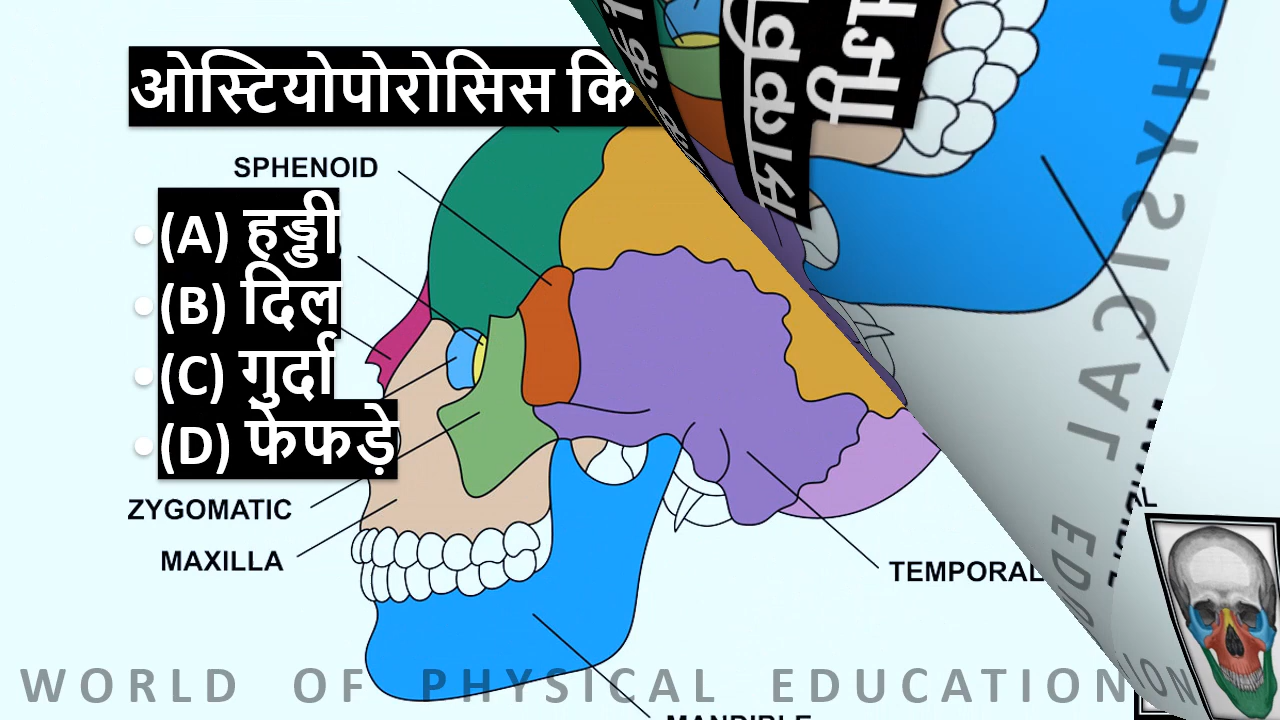 ओस्टियोपोरोसिस
SPHENOID
(A) हड्डी
(B) दिल
(C) गुर्दा
(D) फेफड़े
ZYGOMATIC
MAXILLA
TEMPORAL
WORLD OF PHYSICAL EDUCATION
MANDIBLE